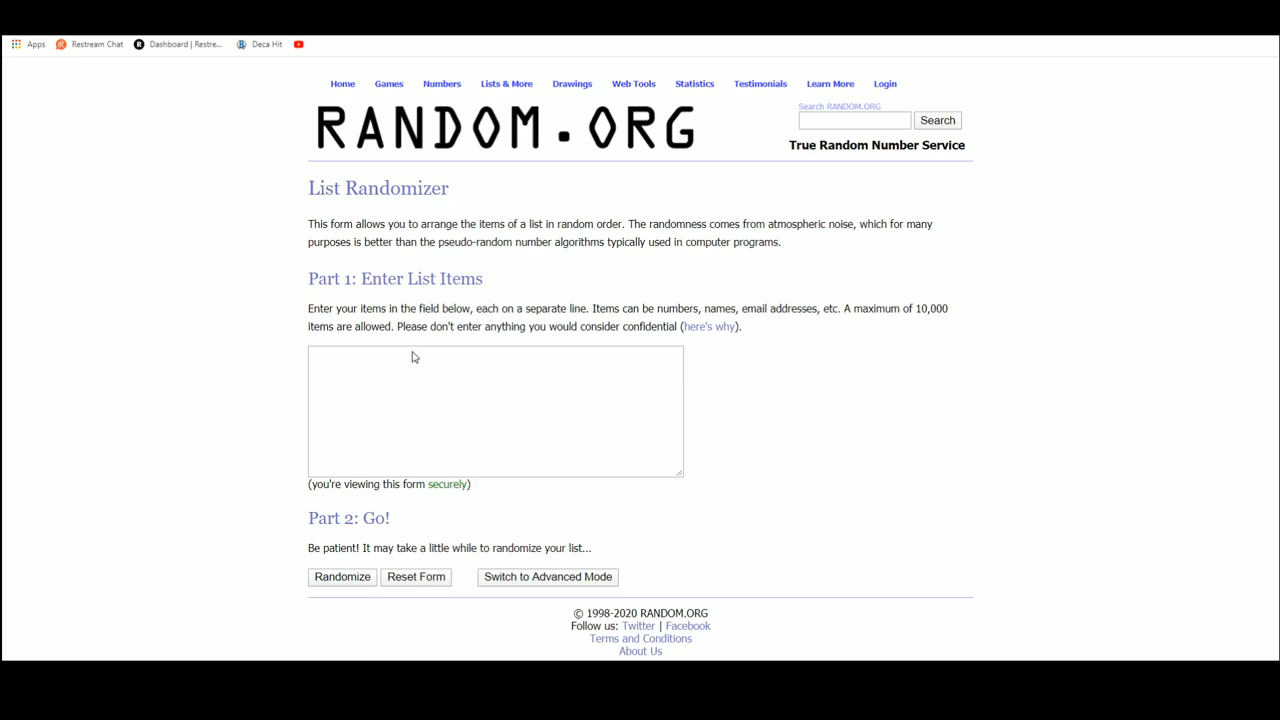 Apps Restream Chat Dashboard | Restre... Deca Hit
Home Games Numbers Lists & More Drawings Web Tools Statistics Testimonials Learn More Login
RANDOM.ORG
Search RANDOM.ORG
Search
True Random Number Service
List Randomizer
This form allows you to arrange the items of a list in random order. The randomness comes from atmospheric noise, which for many
purposes is better than the pseudo-random number algorithms typically used in computer programs.
Part 1: Enter List Items
Enter your items in the field below, each on a separate line. Items can be numbers, names, email addresses, etc. A maximum of 10,000
items are allowed. Please don't enter anything you would consider confidential (here's why).
(you're viewing this form securely)
Part 2: Go!
Be patient! It may take a little while to randomize your list...
Randomize Reset Form Switch to Advanced Mode
© 1998-2020 RANDOM.ORG
Follow us: Twitter | Facebook
Terms and Conditions
About Us